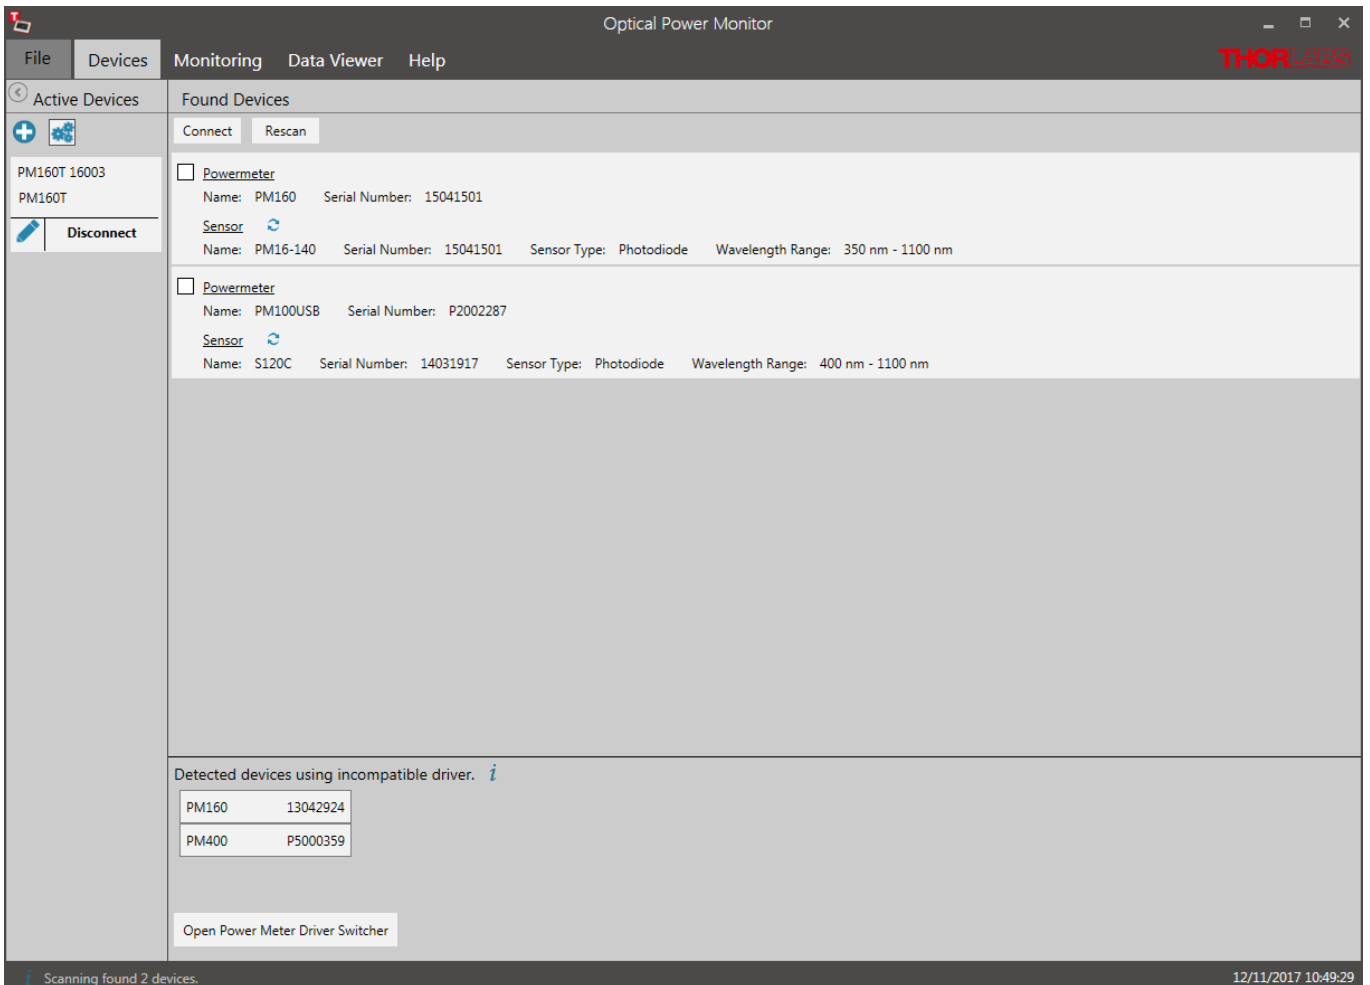 Optical Power Monitor
File Devices Monitoring Data Viewer Help
THORLABS
Active Devices
Found Devices
Connect Rescan
PM160T 16003
PM160T
Disconnect
Powermeter
Name: PM160 Serial Number: 15041501
Sensor
Name: PM16-140 Serial Number: 15041501 Sensor Type: Photodiode Wavelength Range: 350 nm - 1100 nm
Powermeter
Name: PM100USB Serial Number: P2002287
Sensor
Name: S120C Serial Number: 14031917 Sensor Type: Photodiode Wavelength Range: 400 nm - 1100 nm
Detected devices using incompatible driver. i
PM160 13042924
PM400 P5000359
Open Power Meter Driver Switcher
i Scanning found 2 devices.
12/11/2017 10:49:29